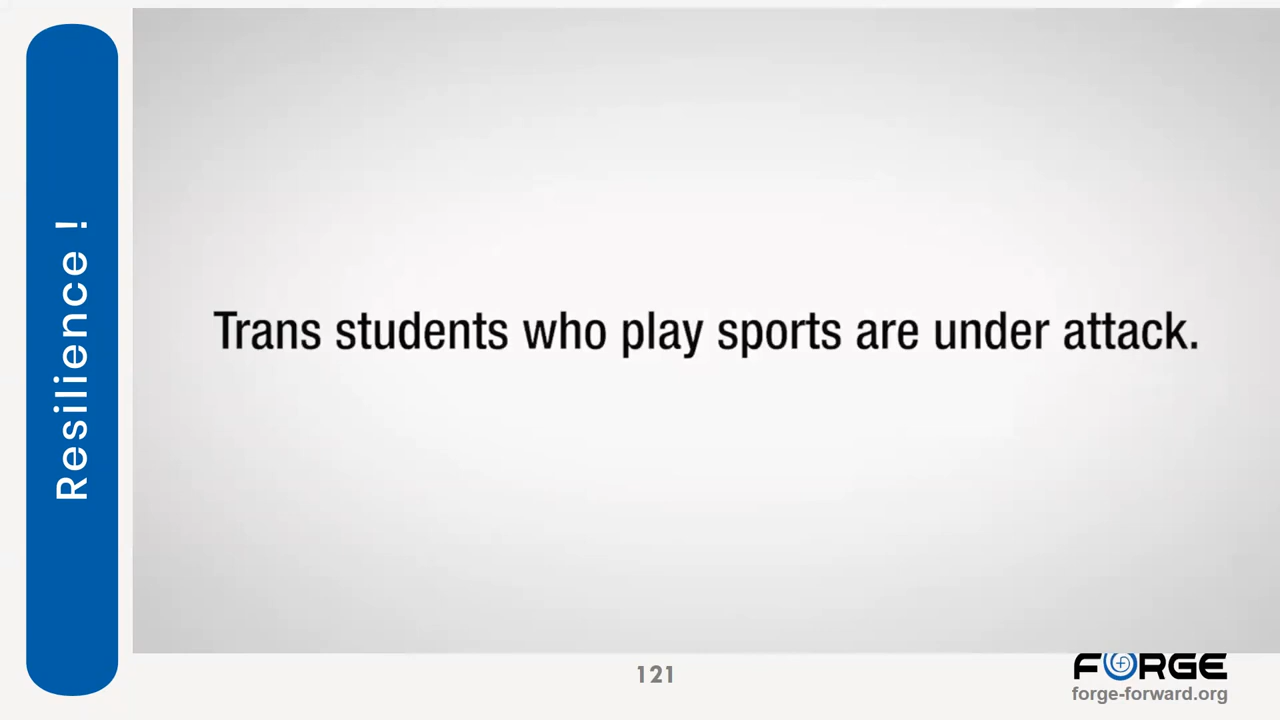 Resilience !
Trans students who play sports are under attack.
121
FORGE
forge-forward.org